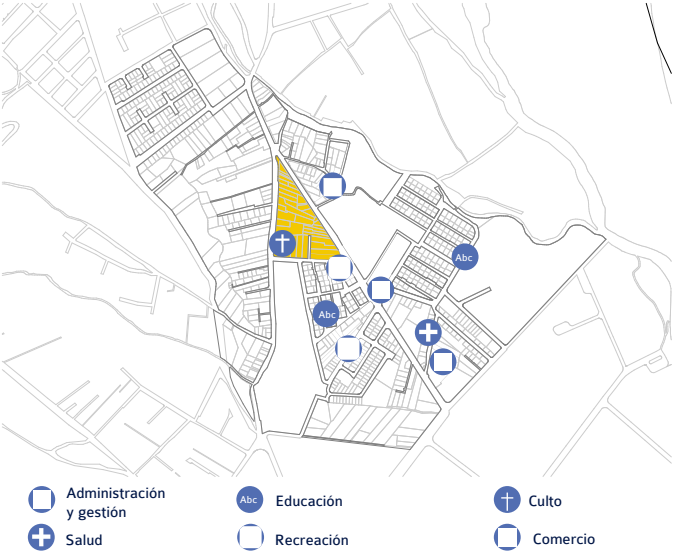 Abc
Abc
Administración
y gestión
Abc
Educación
Culto
Salud
Recreación
Comercio